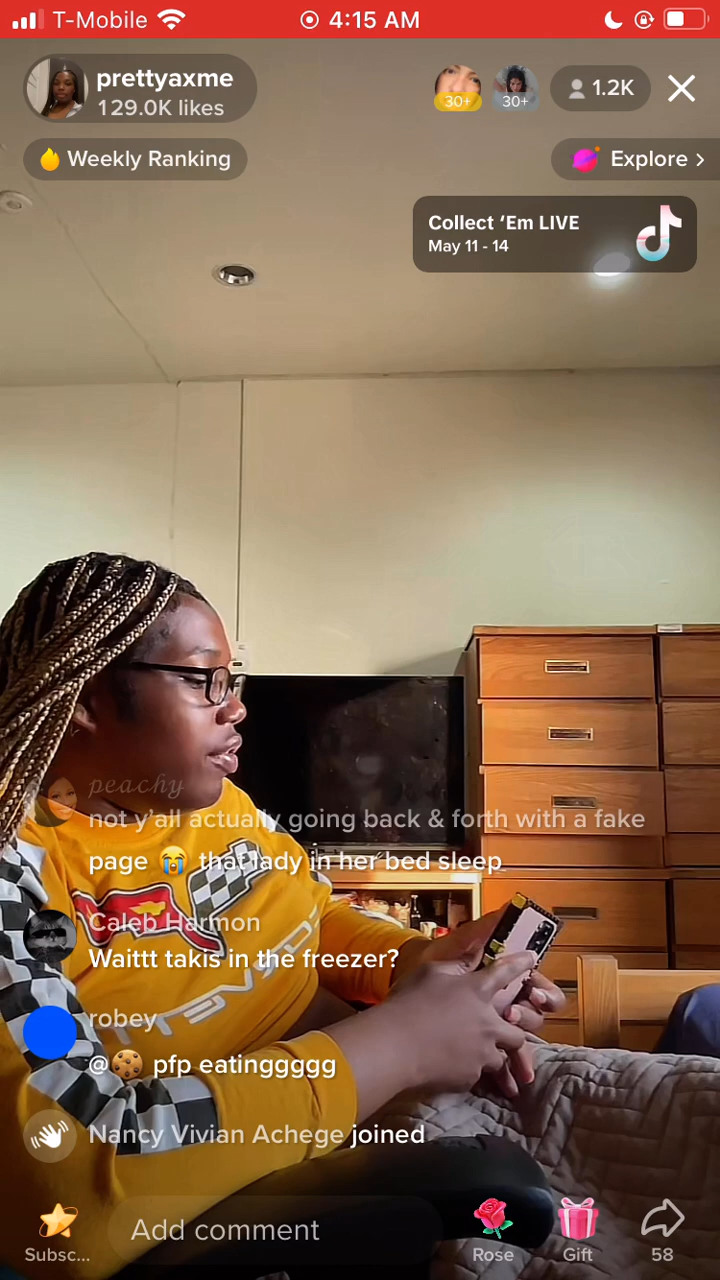 T-Mobile
4:15 AM
prettyaxme
129.0K likes
30+
30+
1.2K
Weekly Ranking
Explore >
Collect ‘Em LIVE
May 11 - 14
peachy
not y’all actually going back & forth with a fake
page 😭 that lady in her bed sleep
Caleb Harmon
Waittt takis in the freezer?
robey
@🍪 pfp eatinggggg
Nancy Vivian Achege joined
Add comment
Subsc...
Rose
Gift
58